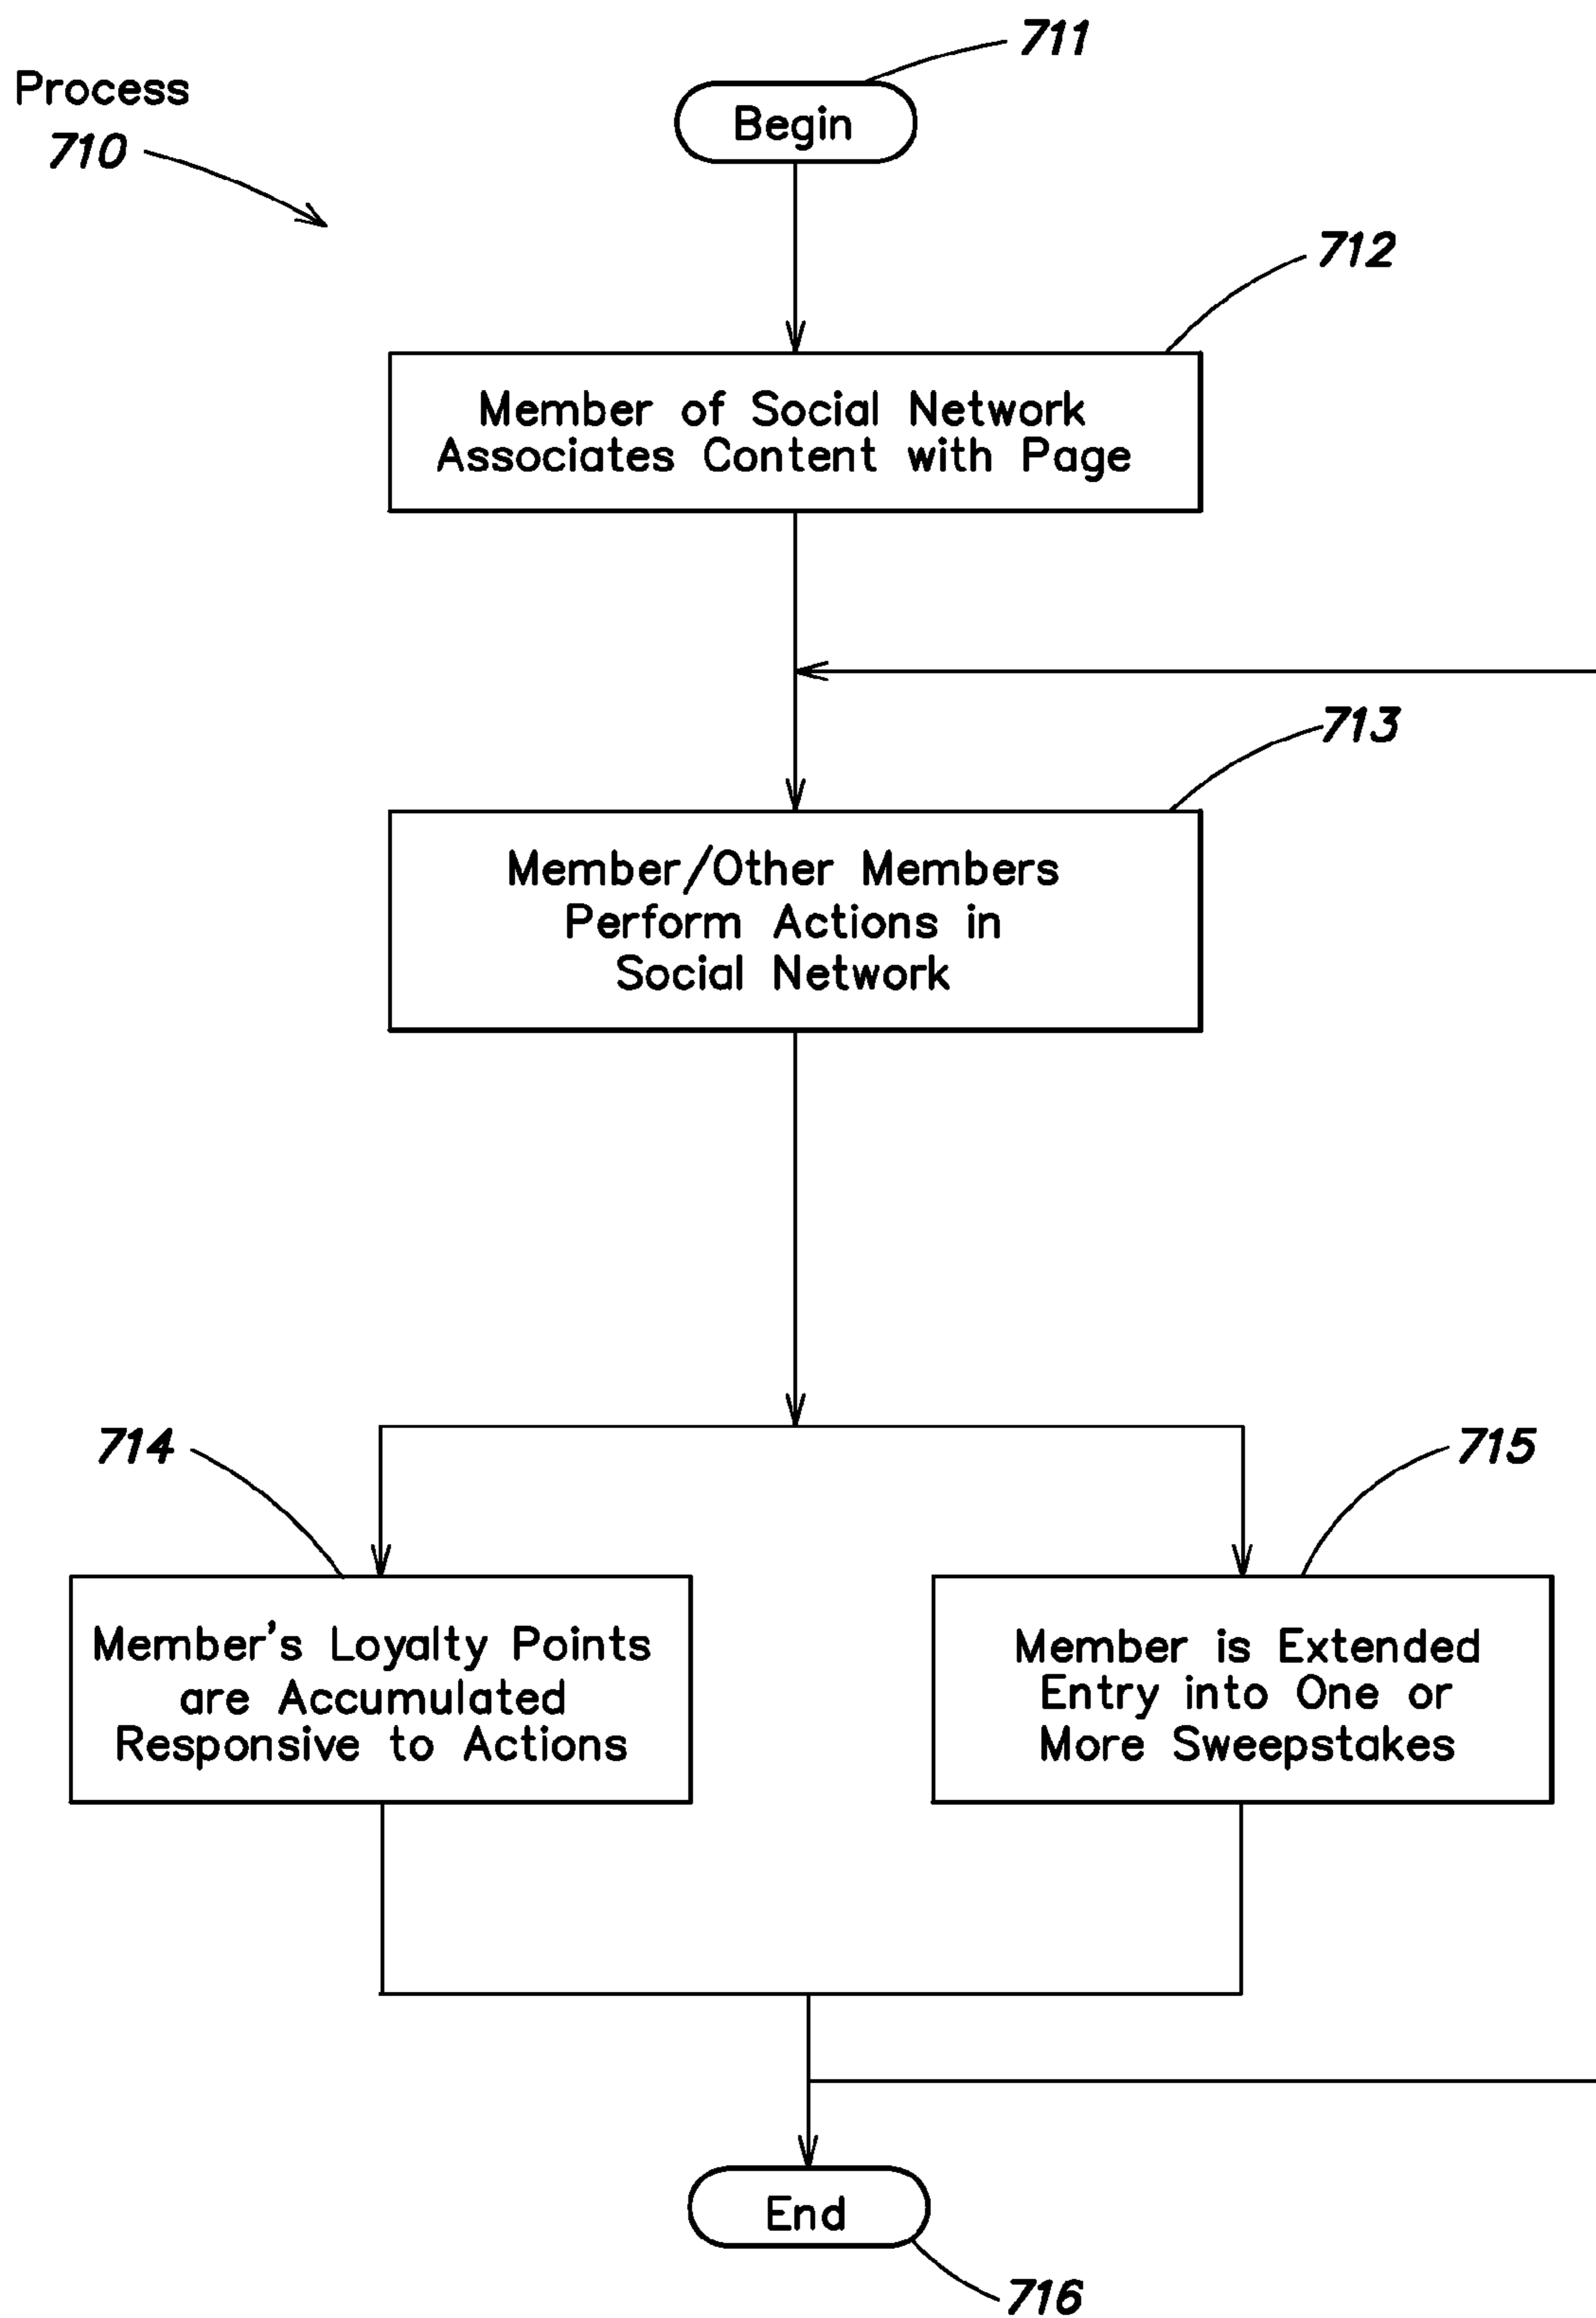 711
Process
710
Begin
712
Member of Social Network
Associates Content with Page
713
Member/Other Members
Perform Actions in
Social Network
714
715
Member's Loyalty Points
are Accumulated
Responsive to Actions
Member is Extended
Entry into One or
More Sweepstakes
End
716